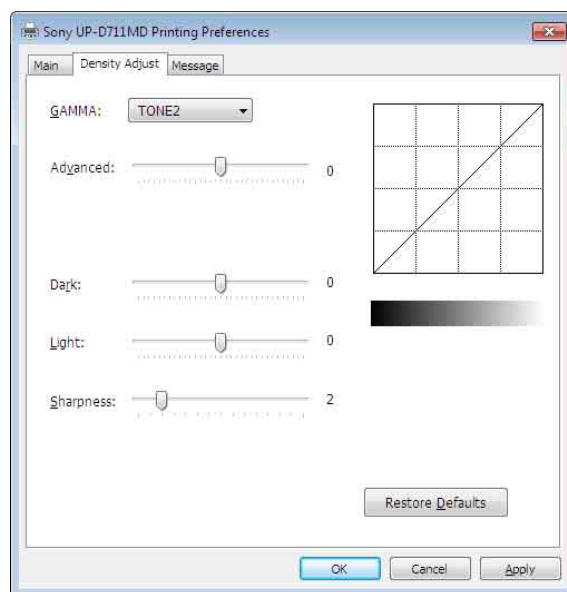 Sony UP-D711MD Printing Preferences
Main Density Adjust Message
GAMMA: TONE2
Advanced: 0
Dark: 0
Light: 0
Sharpness: 2
Restore Defaults
OK Cancel Apply